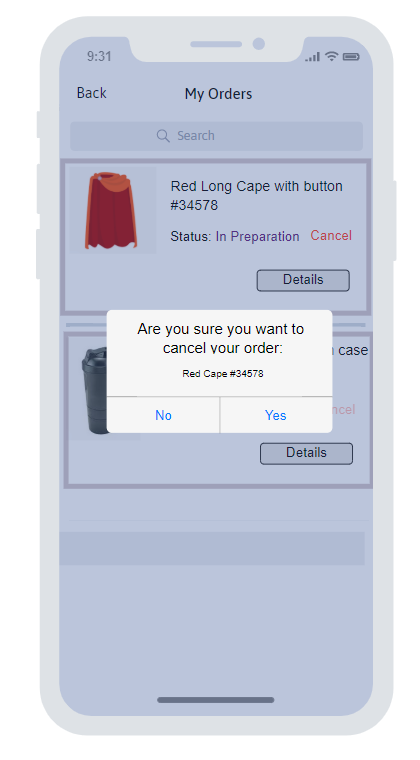 9:31
Back
My Orders
Search
Red Long Cape with button
#34578
Status: In Preparation
Cancel
Details
Are you sure you want to
cancel your order:
Red Cape #34578
No
Yes
case
Details